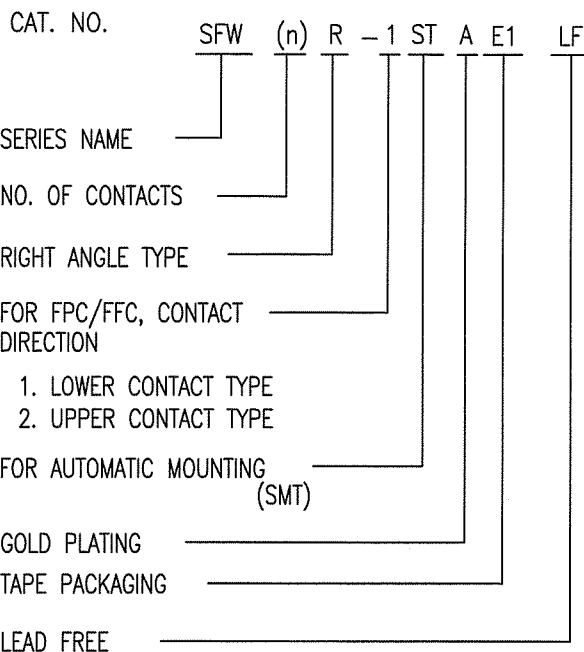 CAT. NO.
SFW (n) R - 1 ST A E1 LF
SERIES NAME
NO. OF CONTACTS
RIGHT ANGLE TYPE
FOR FPC/FFC, CONTACT
DIRECTION
1. LOWER CONTACT TYPE
2. UPPER CONTACT TYPE
FOR AUTOMATIC MOUNTING
(SMT)
GOLD PLATING
TAPE PACKAGING
LEAD FREE